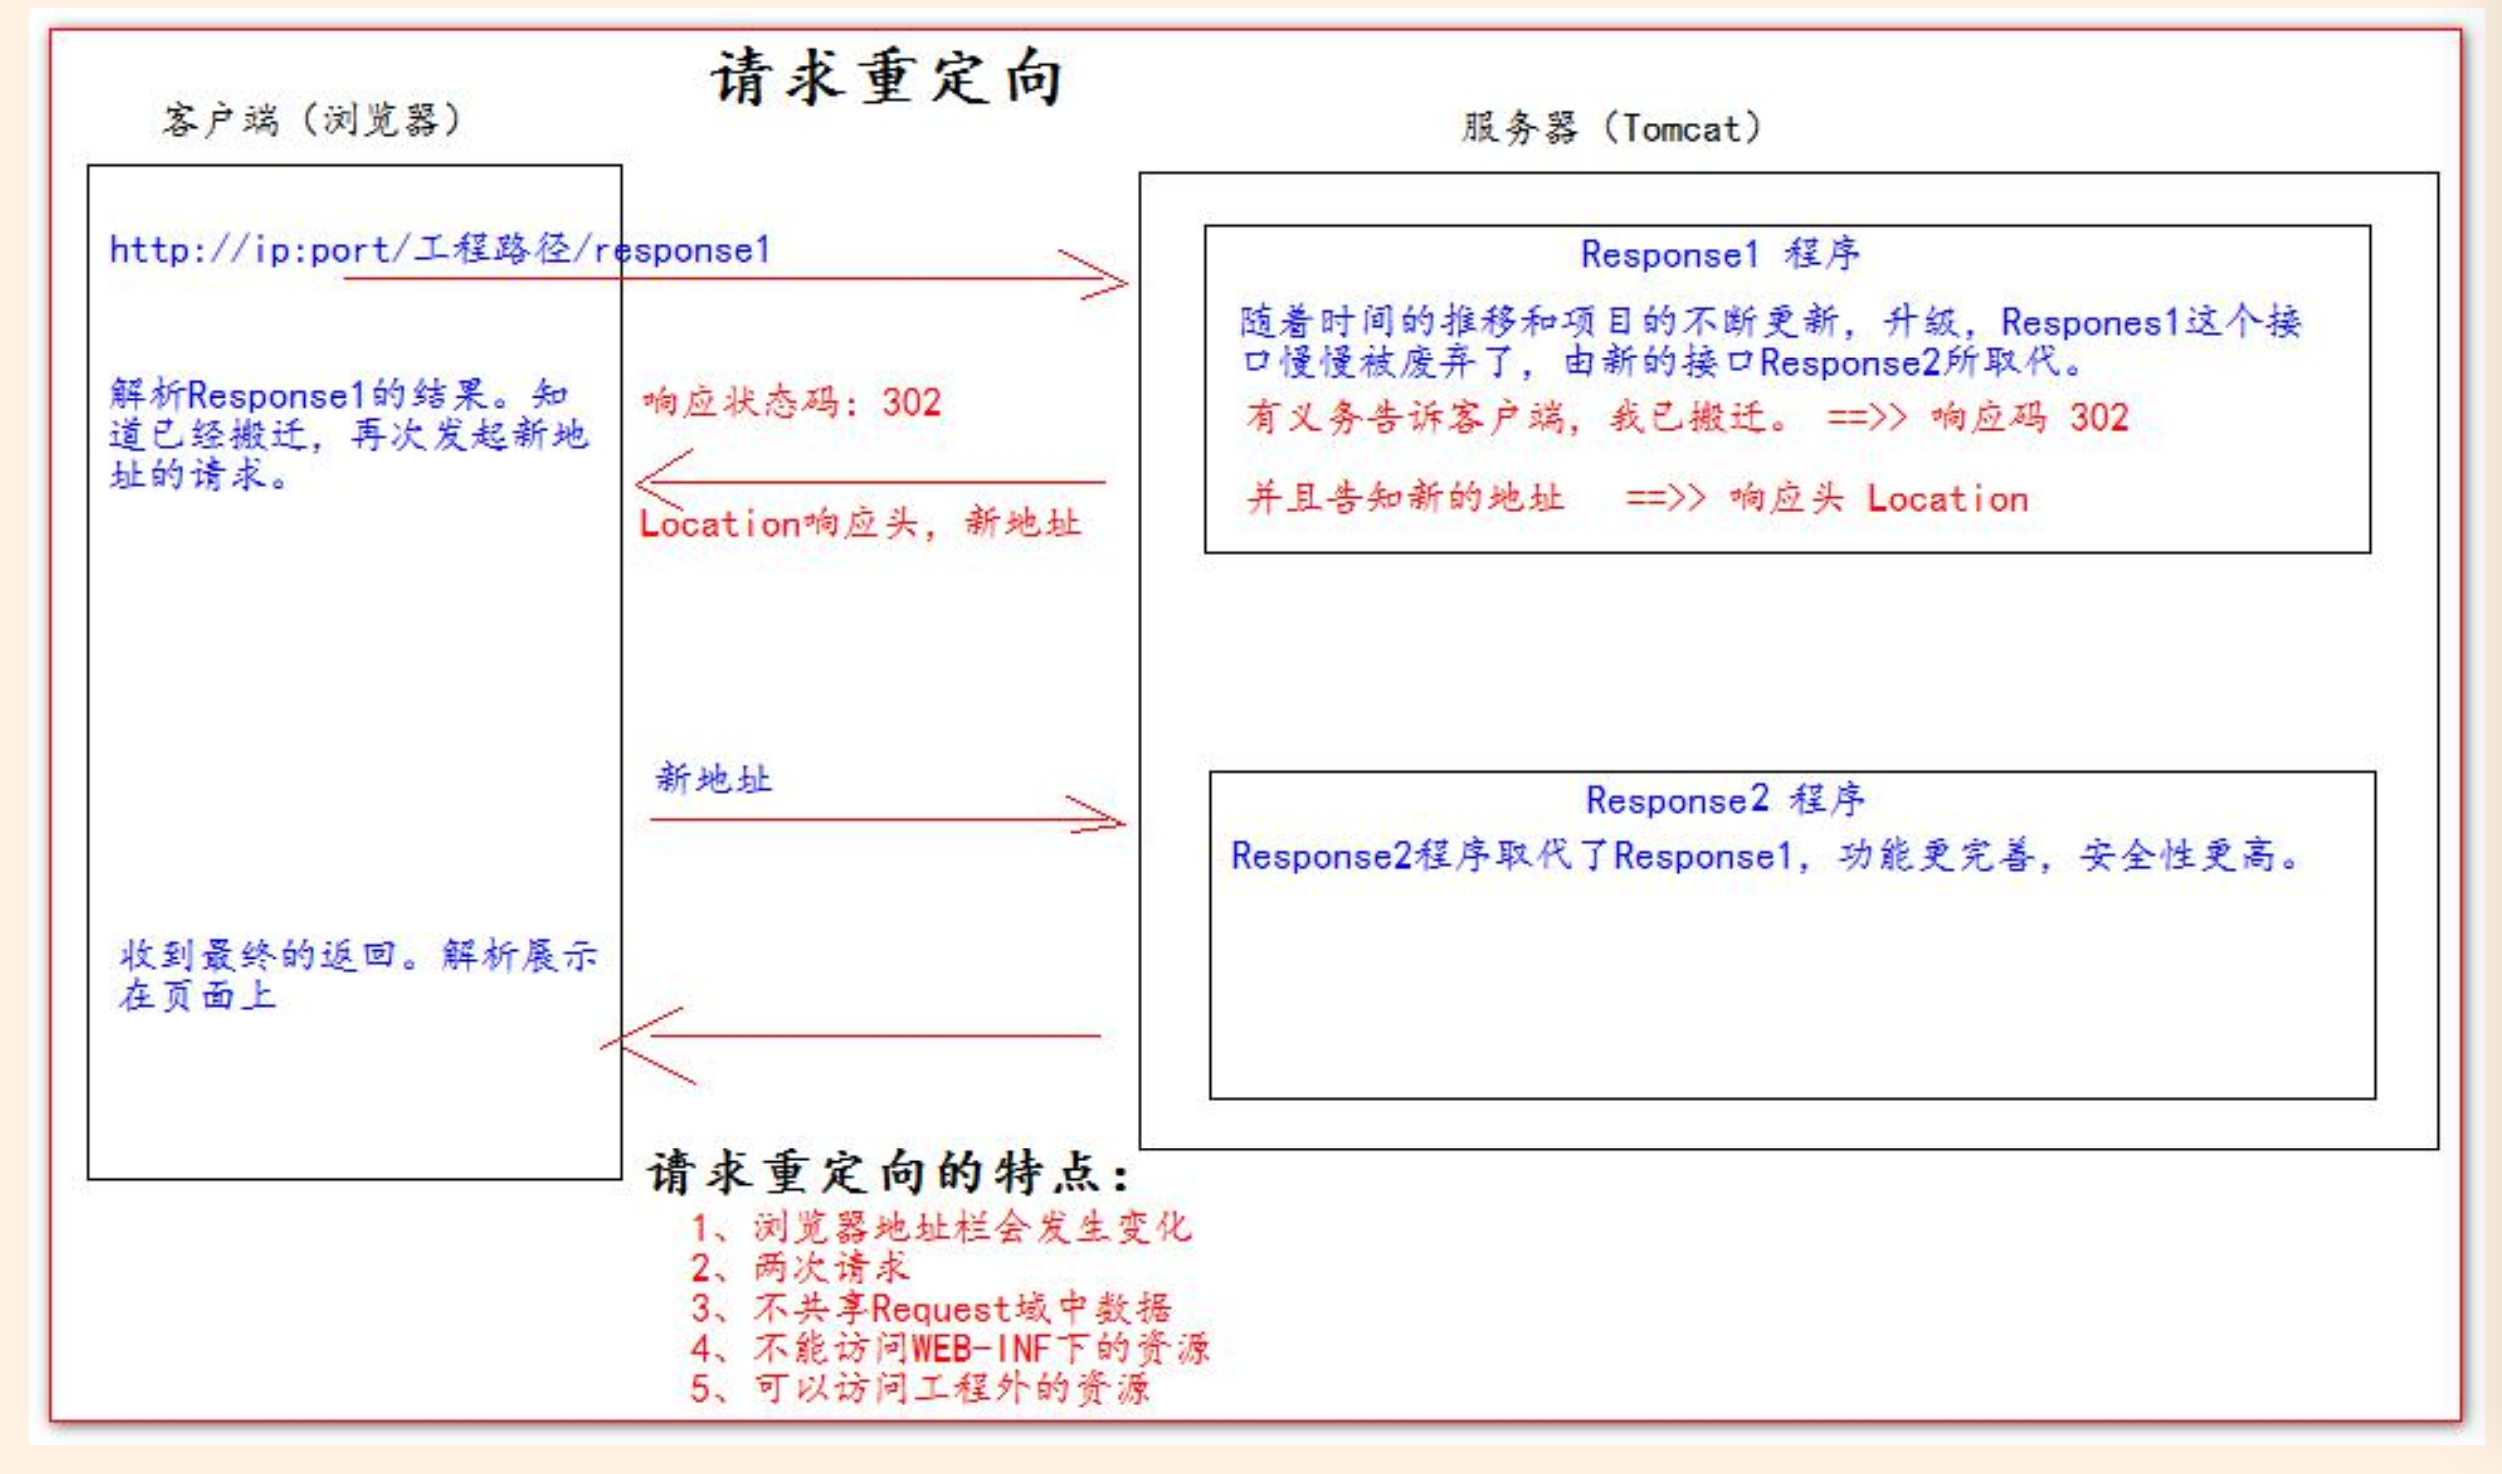 请求重定向
客户端（浏览器）
服务器（Tomcat）
http://ip:port/工程路径/response1
Response1 程序
随着时间的推移和项目的不断更新，升级，Respones1这个接
口慢慢被废弃了，由新的接口Response2所取代。
有义务告诉客户端，我已搬迁。 ==>> 响应码 302
并且告知新的地址 ==>> 响应头 Location
解析Response1的结果。知
道已经搬迁，再次发起新地
址的请求。
响应状态码：302
Location响应头，新地址
新地址
Response2 程序
Response2程序取代了Response1，功能更完善，安全性更高。
收到最终的返回。解析展示
在页面上
请求重定向的特点：
1、浏览器地址栏会发生变化
2、两次请求
3、不共享Request域中数据
4、不能访问WEB-INF下的资源
5、可以访问工程外的资源